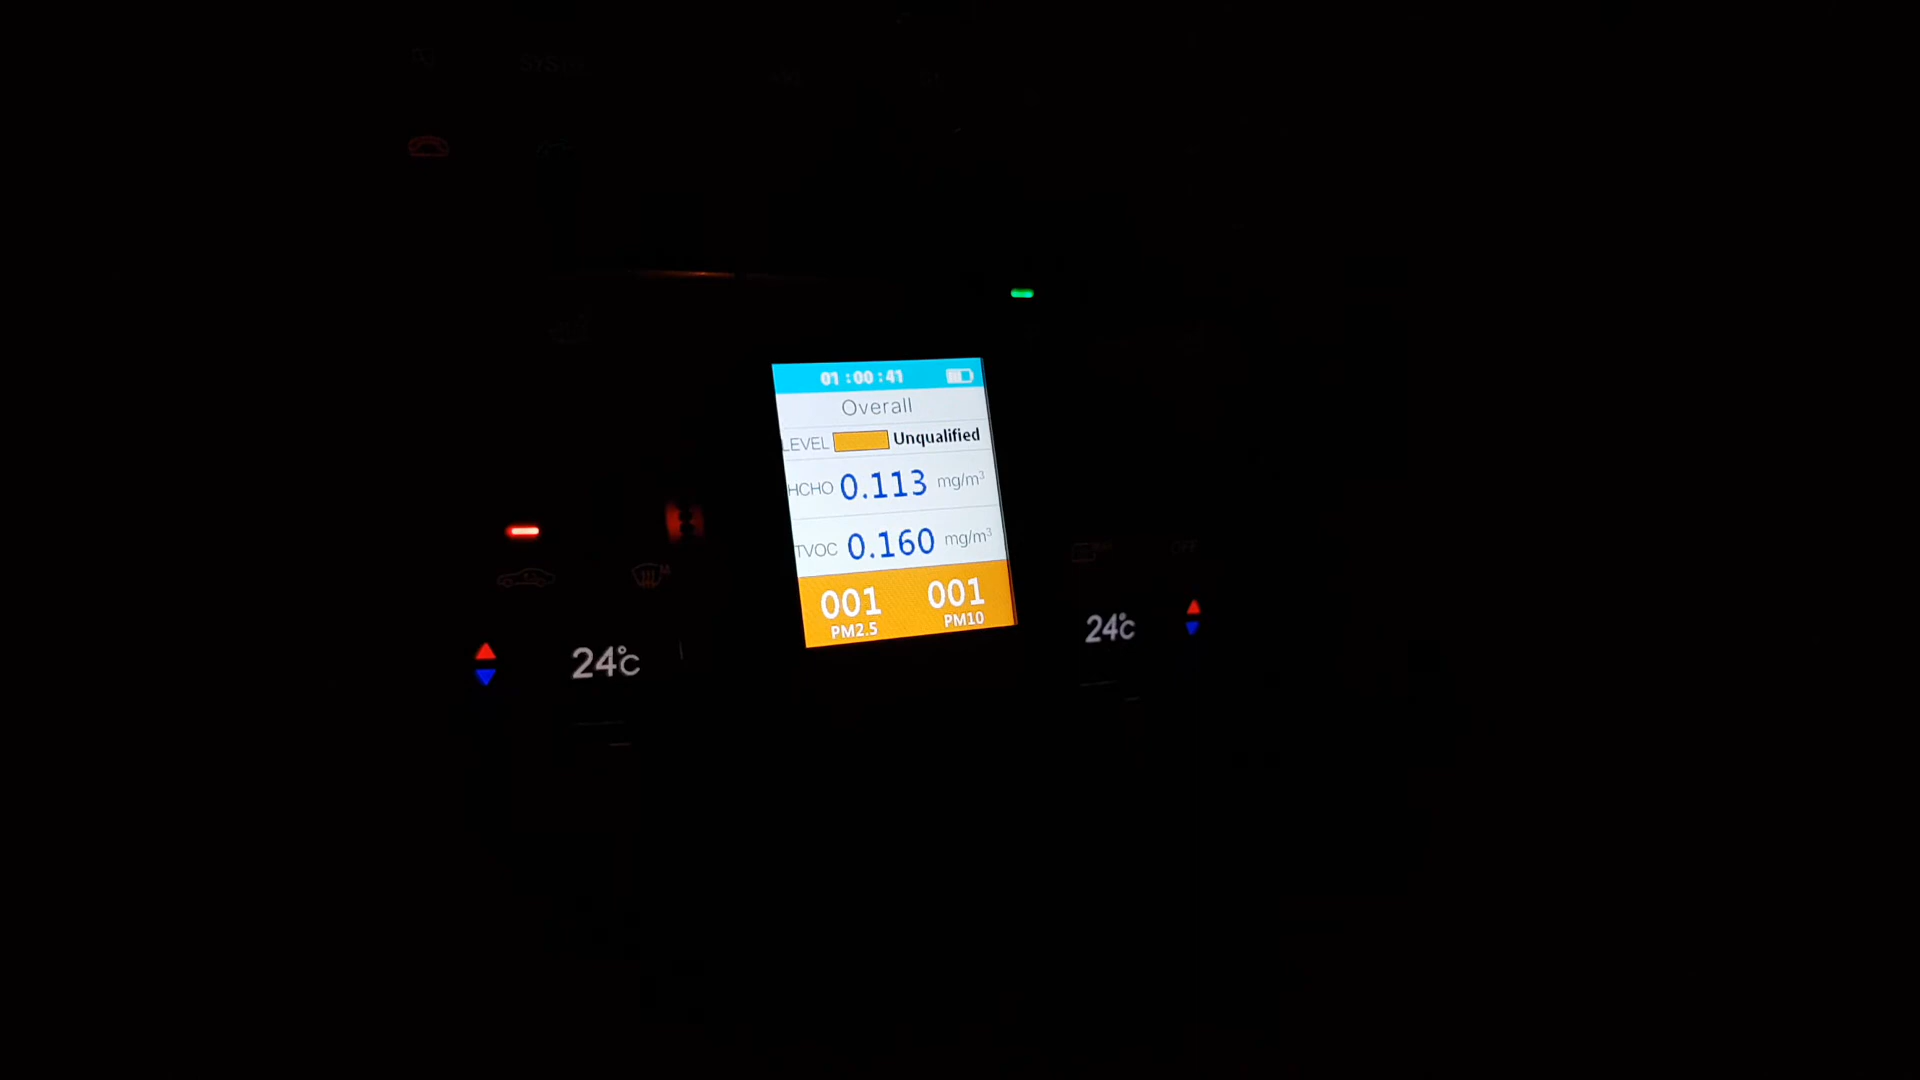 01:00:41
Overall
LEVEL Unqualified
HCHO 0.113 mg/m³
TVOC 0.160 mg/m³
001 001
PM2.5 PM10
24°C 24°C
OFF